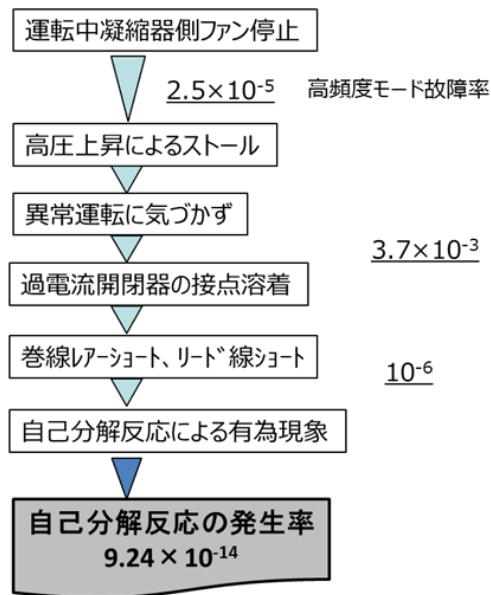 運転中凝縮器側ファン停止
2.5×10⁻⁵ 高頻度モード故障率
高圧上昇によるストール
異常運転に気づかず
3.7×10⁻³
過電流開閉器の接点溶着
巻線ﾚｱｰｼｮｰﾄ、ﾘｰﾄﾞ線ｼｮｰﾄ
10⁻⁶
自己分解反応による有為現象
自己分解反応の発生率
9.24×10⁻¹⁴